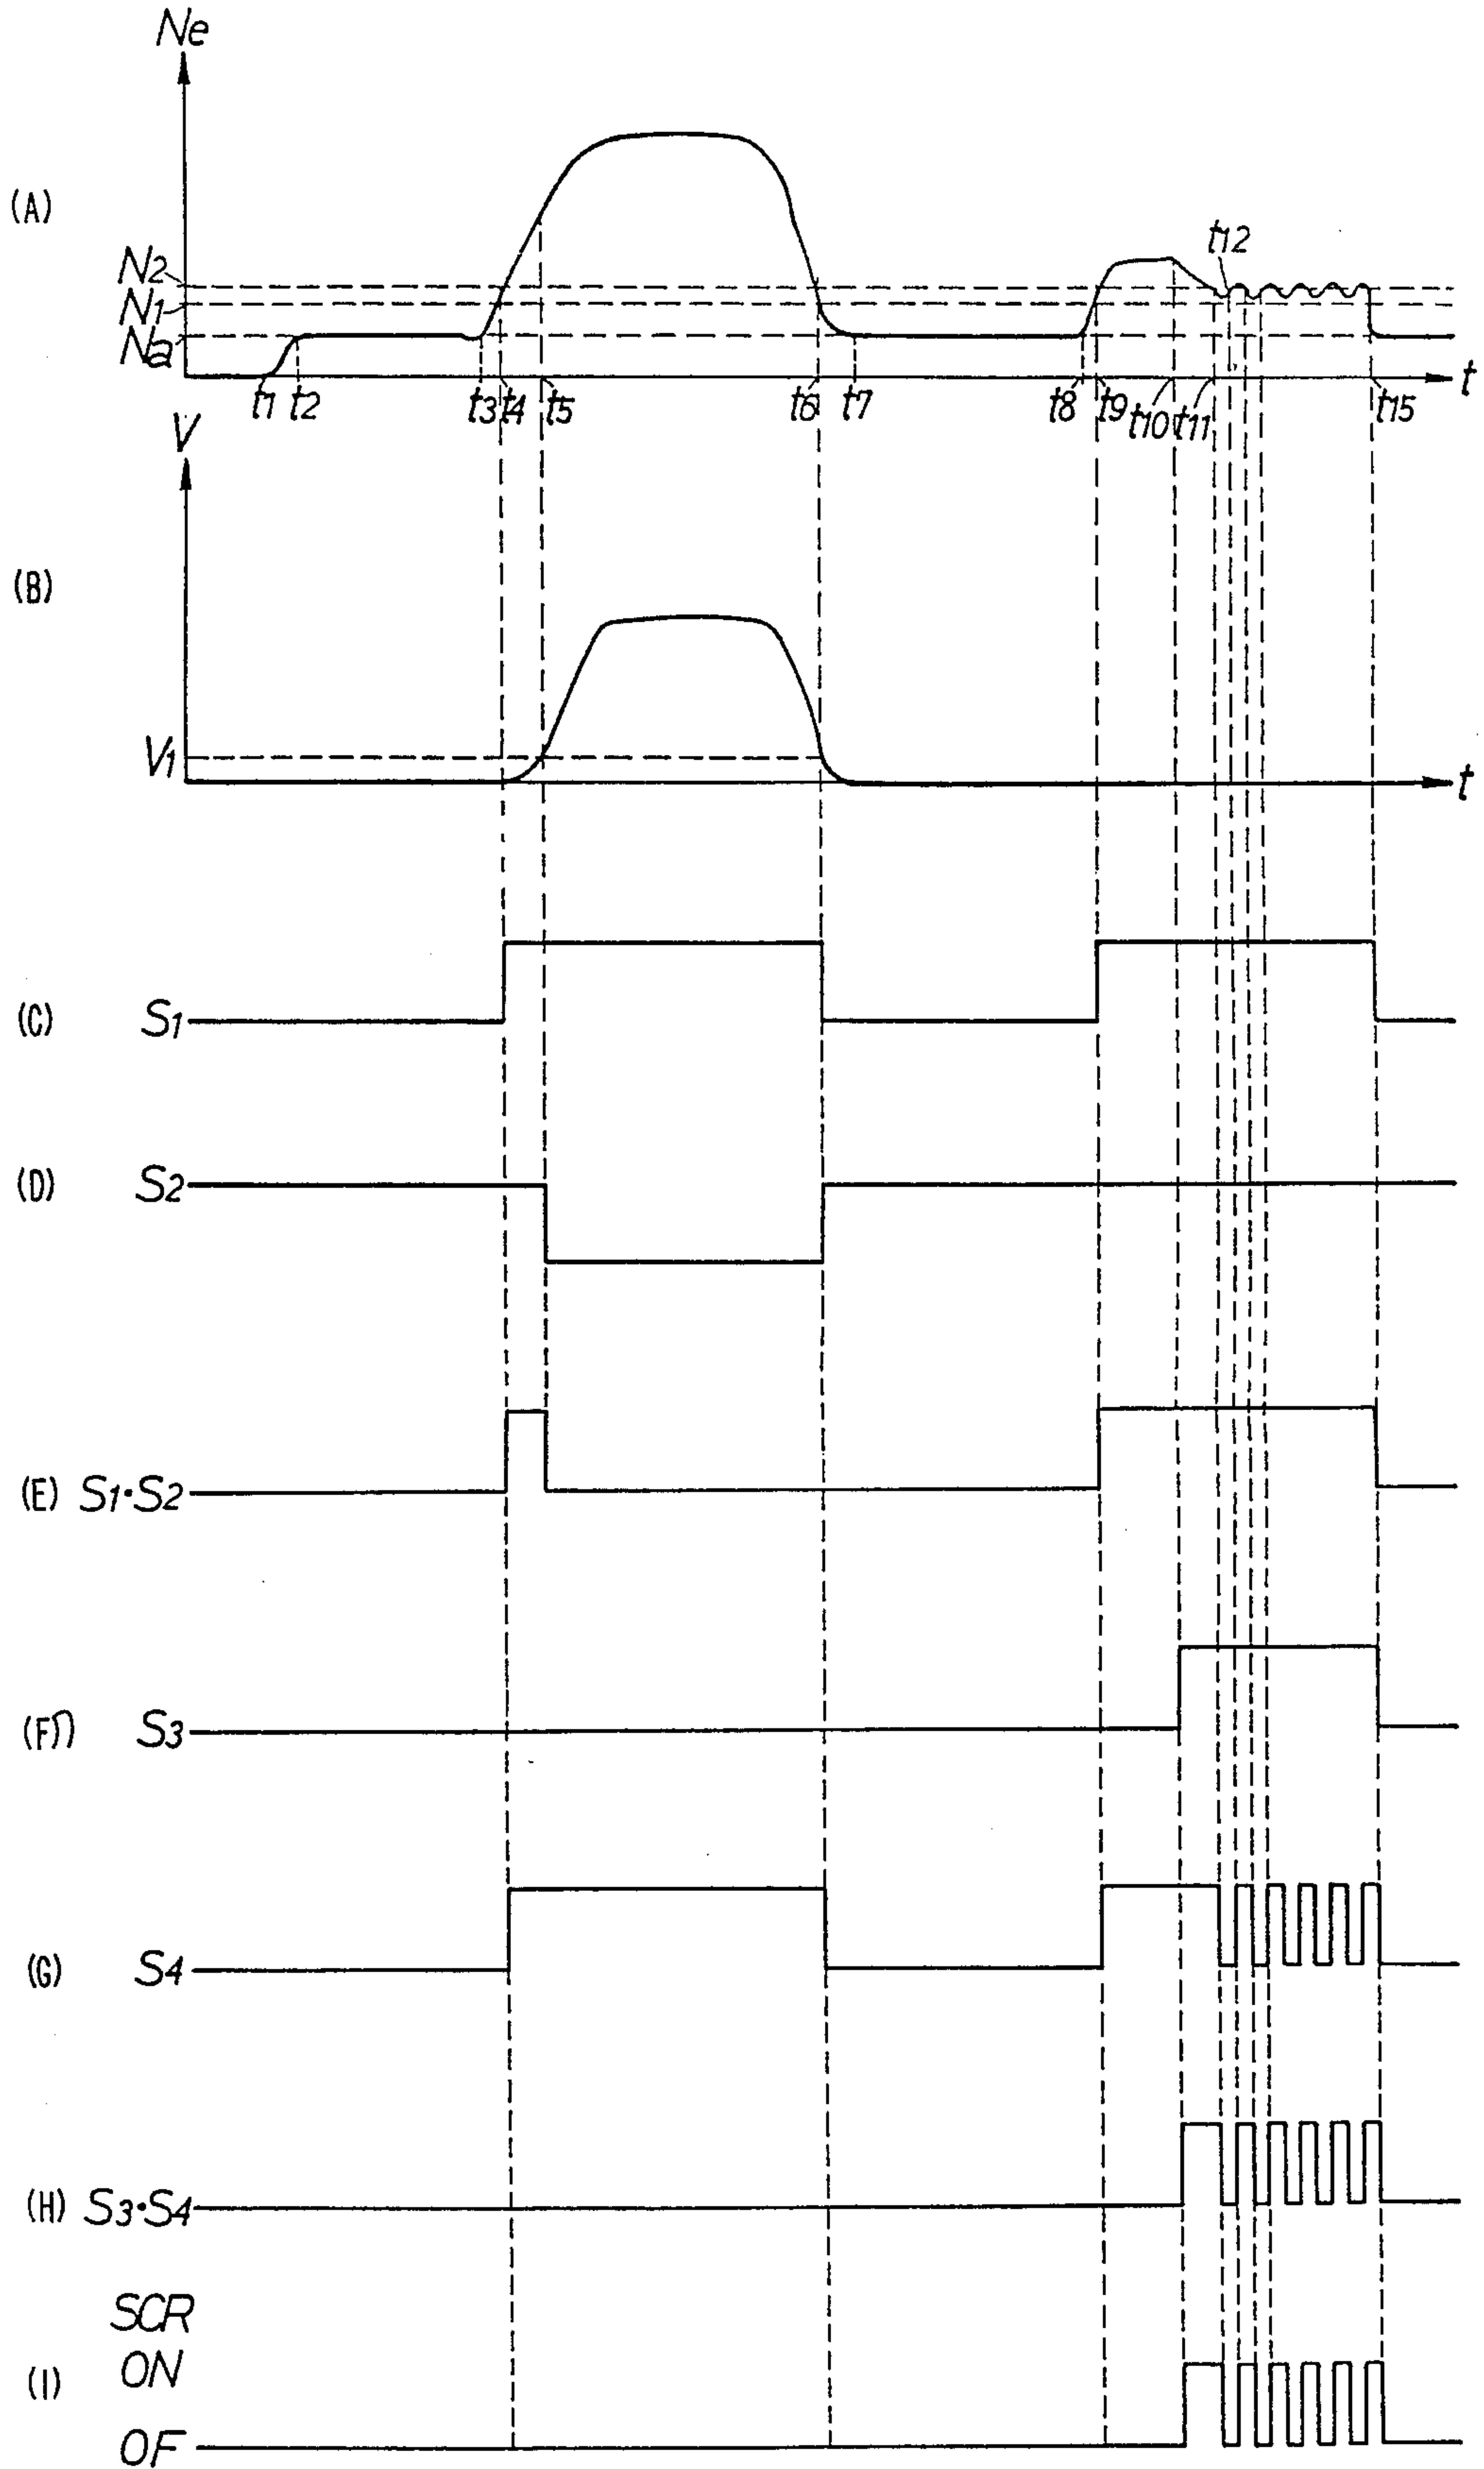 Ne
(A)
t12
N2
N1
Na
t1 t2 t3 t4 t5 t6 t7 t8 t9 t10 t11 t15 t
V
(B)
V1
t
(C) S1
(D) S2
(E) S1·S2
(F) S3
(G) S4
(H) S3·S4
SCR
ON
(I)
OF